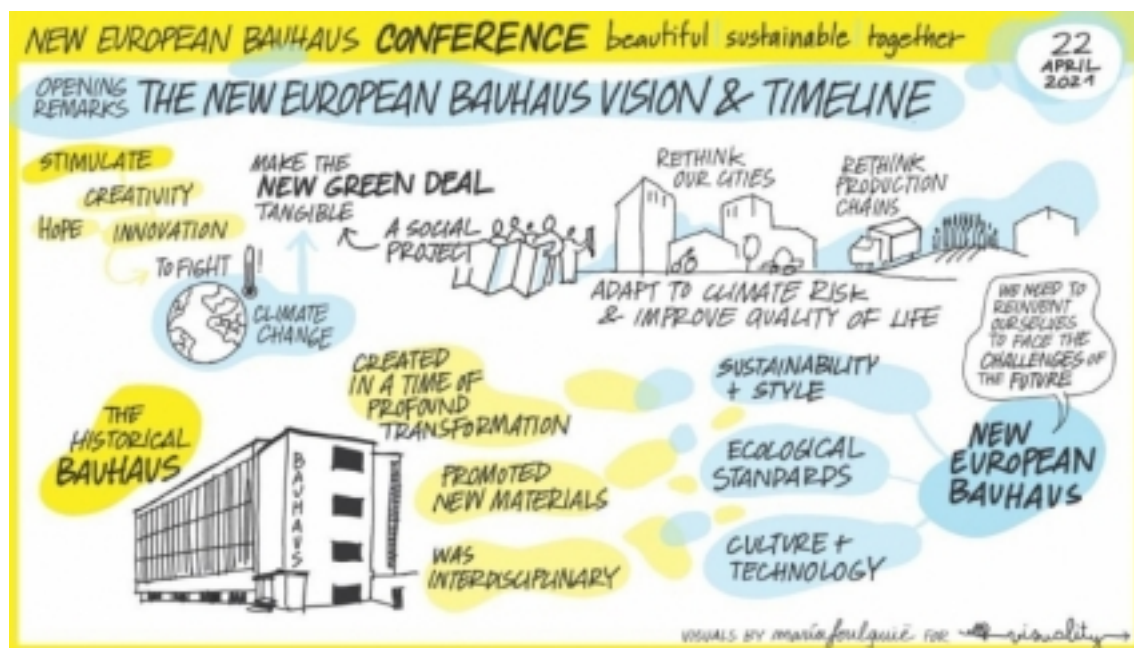 NEW EUROPEAN BAUHAUS CONFERENCE beautiful sustainable together
22
APRIL
2021
OPENING
REMARKS
THE NEW EUROPEAN BAUHAUS VISION & TIMELINE
STIMULATE
CREATIVITY
HOPE INNOVATION
TO FIGHT
CLIMATE
CHANGE
MAKE THE
NEW GREEN DEAL
TANGIBLE
A SOCIAL
PROJECT
RETHINK
OUR CITIES
RETHINK
PRODUCTION
CHAINS
ADAPT TO CLIMATE RISK
& IMPROVE QUALITY OF LIFE
WE NEED TO
REINVENT
OURSELVES
TO FACE THE
CHALLENGES OF
THE FUTURE
THE
HISTORICAL
BAUHAUS
BAUHAUS
CREATED
IN A TIME OF
PROFOUND
TRANSFORMATION
PROMOTED
NEW MATERIALS
WAS
INTERDISCIPLINARY
SUSTAINABILITY
+ STYLE
ECOLOGICAL
STANDARDS
CULTURE +
TECHNOLOGY
NEW
EUROPEAN
BAUHAUS
VISUALS BY maría foulquié FOR visuality